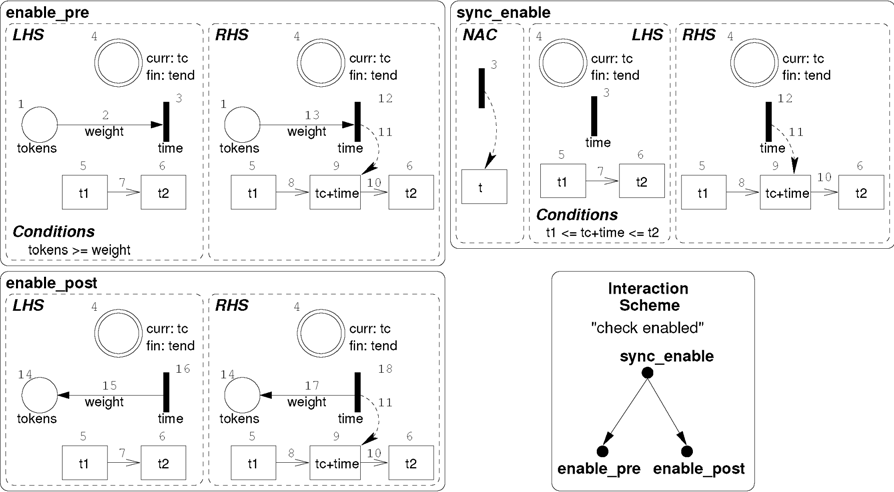 enable_pre
LHS
4
curr: tc
fin: tend
1
2
3
weight
tokens
time
5
6
7
t1
t2
Conditions
tokens >= weight
RHS
4
curr: tc
fin: tend
1
13
12
weight
11
tokens
time
5
9
6
8
10
t1
tc+time
t2
sync_enable
NAC
3
t
LHS
4
curr: tc
fin: tend
3
time
5
6
7
t1
t2
Conditions
t1 <= tc+time <= t2
RHS
4
curr: tc
fin: tend
12
11
time
5
9
6
8
10
t1
tc+time
t2
enable_post
LHS
4
curr: tc
fin: tend
14
15
16
weight
tokens
time
5
6
7
t1
t2
RHS
4
curr: tc
fin: tend
14
17
18
weight
11
tokens
time
5
9
6
8
10
t1
tc+time
t2
Interaction
Scheme
"check enabled"
sync_enable
enable_pre
enable_post